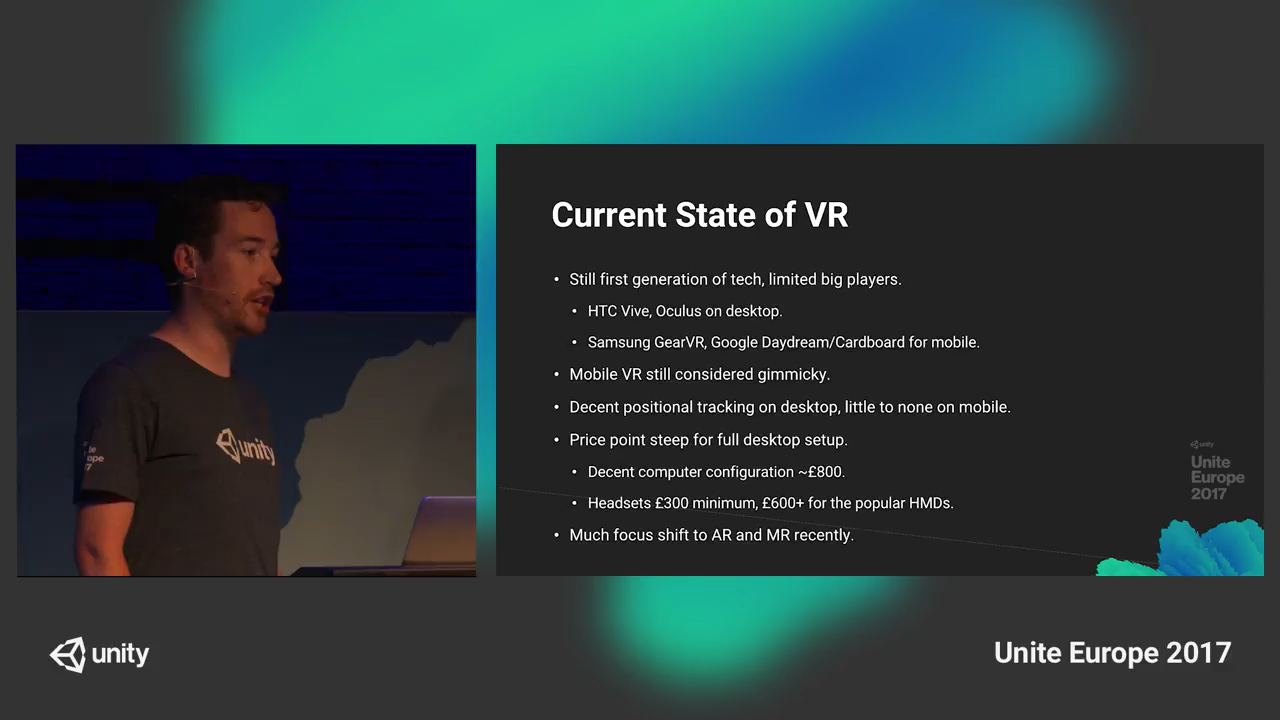 Current State of VR
• Still first generation of tech, limited big players.
• HTC Vive, Oculus on desktop.
• Samsung GearVR, Google Daydream/Cardboard for mobile.
• Mobile VR still considered gimmicky.
• Decent positional tracking on desktop, little to none on mobile.
• Price point steep for full desktop setup.
• Decent computer configuration ~£800.
• Headsets £300 minimum, £600+ for the popular HMDs.
• Much focus shift to AR and MR recently.
unity
Unite
Europe
2017
unity
ope
unity
Unite Europe 2017